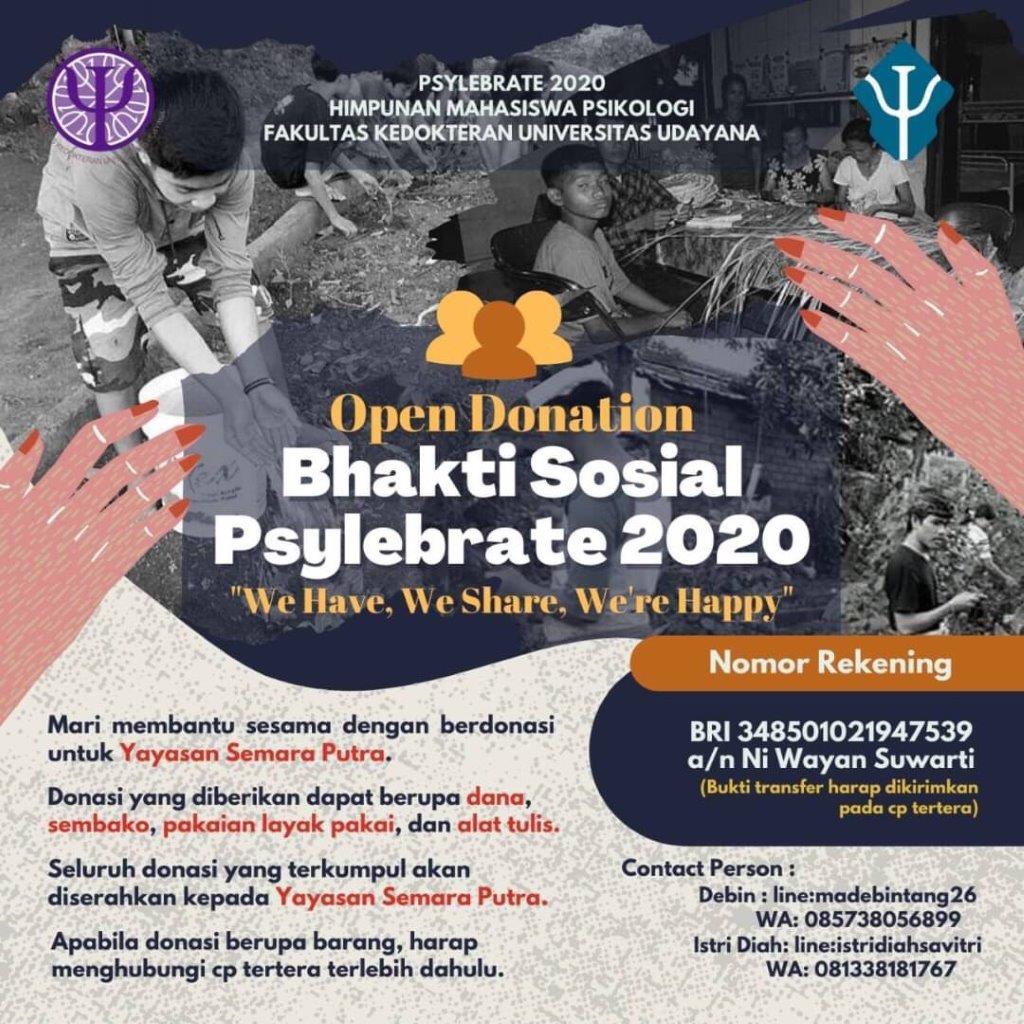 PSYLEBRATE 2020
HIMPUNAN MAHASISWA PSIKOLOGI
FAKULTAS KEDOKTERAN UNIVERSITAS UDAYANA
Open Donation
Bhakti Sosial
Psylebrate 2020
"We Have, We Share, We're Happy"
Nomor Rekening
BRI 348501021947539
a/n Ni Wayan Suwarti
(Bukti transfer harap dikirimkan
pada cp tertera)
Mari membantu sesama dengan berdonasi
untuk Yayasan Semara Putra.
Donasi yang diberikan dapat berupa dana,
sembako, pakaian layak pakai, dan alat tulis.
Seluruh donasi yang terkumpul akan
diserahkan kepada Yayasan Semara Putra.
Apabila donasi berupa barang, harap
menghubungi cp tertera terlebih dahulu.
Contact Person :
Debin : line:madebintang26
WA: 085738056899
Istri Diah: line:istridiahsavitri
WA: 081338181767